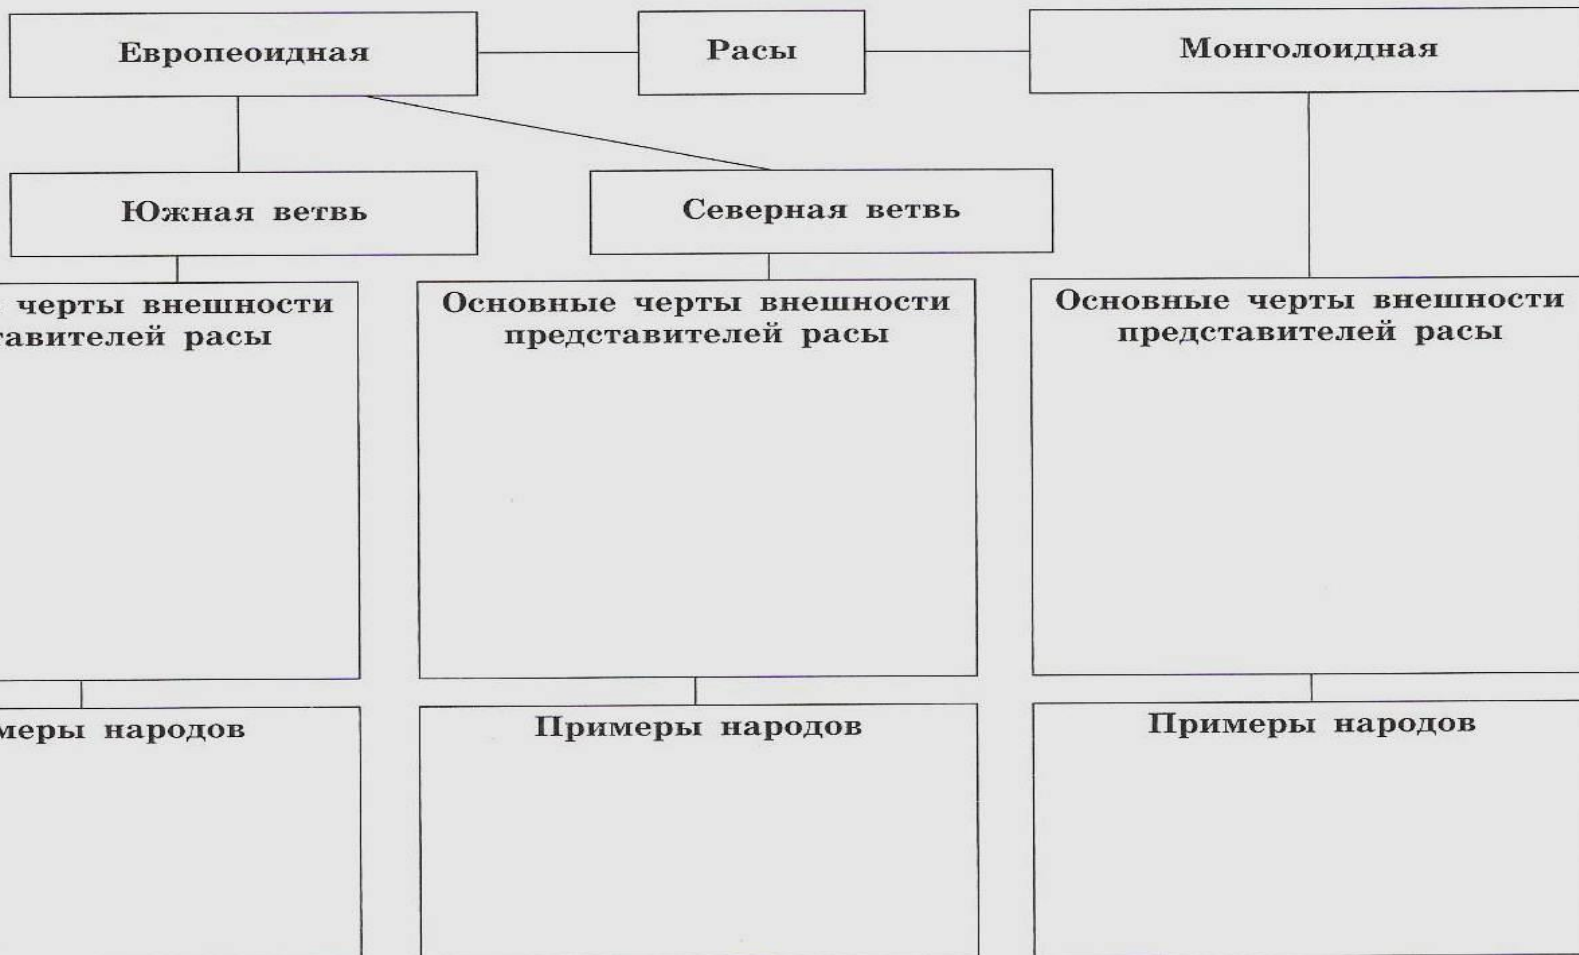 Европеоидная
Расы
Монголоидная
Южная ветвь
Северная ветвь
черты внешности
тавителей расы
Основные черты внешности
представителей расы
Основные черты внешности
представителей расы
меры народов
Примеры народов
Примеры народов